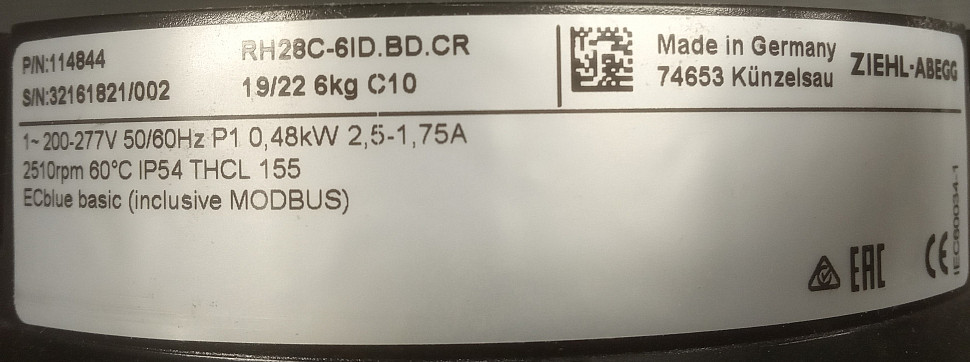 P/N:114844
S/N:32161821/002
RH28C-6ID.BD.CR
19/22 6kg C10
Made in Germany
74653 Künzelsau
ZIEHL-ABEGG
1~ 200-277V 50/60Hz P1 0,48kW 2,5-1,75A
2510rpm 60°C IP54 THCL 155
ECblue basic (inclusive MODBUS)
EAC
CE
IEC60034-1